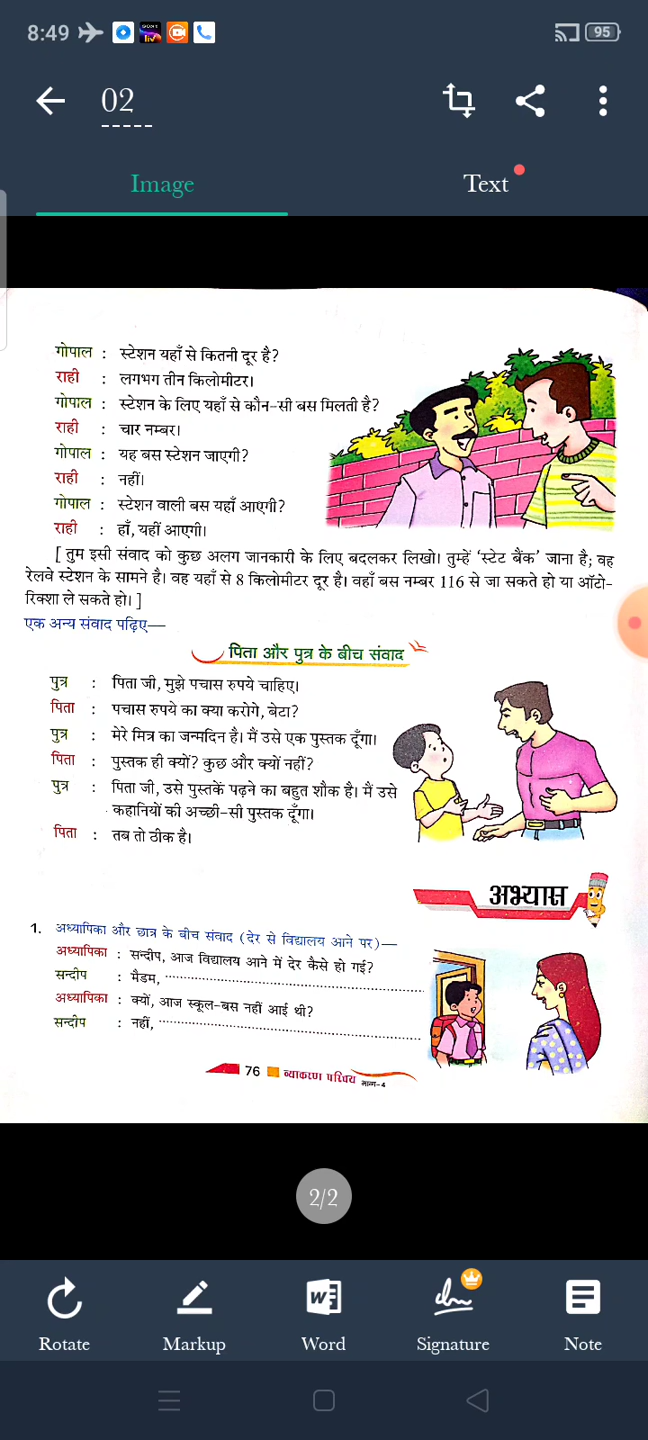 8:49
95
02
Image
Text
गोपाल : स्टेशन यहाँ से कितनी दूर है?
राही : लगभग तीन किलोमीटर।
गोपाल : स्टेशन के लिए यहाँ से कौन-सी बस मिलती है?
राही : चार नम्बर।
गोपाल : यह बस स्टेशन जाएगी?
राही : नहीं।
गोपाल : स्टेशन वाली बस यहाँ आएगी?
राही : हाँ, यहीं आएगी।
[ तुम इसी संवाद को कुछ अलग जानकारी के लिए बदलकर लिखो। तुम्हें ‘स्टेट बैंक’ जाना है; वह
रेलवे स्टेशन के सामने है। वह यहाँ से 8 किलोमीटर दूर है। वहाँ बस नम्बर 116 से जा सकते हो या ऑटो-
रिक्शा ले सकते हो। ]
एक अन्य संवाद पढ़िए—
पिता और पुत्र के बीच संवाद
पुत्र : पिता जी, मुझे पचास रुपये चाहिए।
पिता : पचास रुपये का क्या करोगे, बेटा?
पुत्र : मेरे मित्र का जन्मदिन है। मैं उसे एक पुस्तक दूँगा।
पिता : पुस्तक ही क्यों? कुछ और क्यों नहीं?
पुत्र : पिता जी, उसे पुस्तकें पढ़ने का बहुत शौक है। मैं उसे
कहानियों की अच्छी-सी पुस्तक दूँगा।
पिता : तब तो ठीक है।
अभ्यास
1. अध्यापिका और छात्र के बीच संवाद (देर से विद्यालय आने पर)—
अध्यापिका : सन्दीप, आज विद्यालय आने में देर कैसे हो गई?
सन्दीप : मैडम, ........................................
अध्यापिका : क्यों, आज स्कूल-बस नहीं आई थी?
सन्दीप : नहीं, ........................................
76 व्याकरण परिचय भाग-4
2/2
Rotate
Markup
Word
Signature
Note